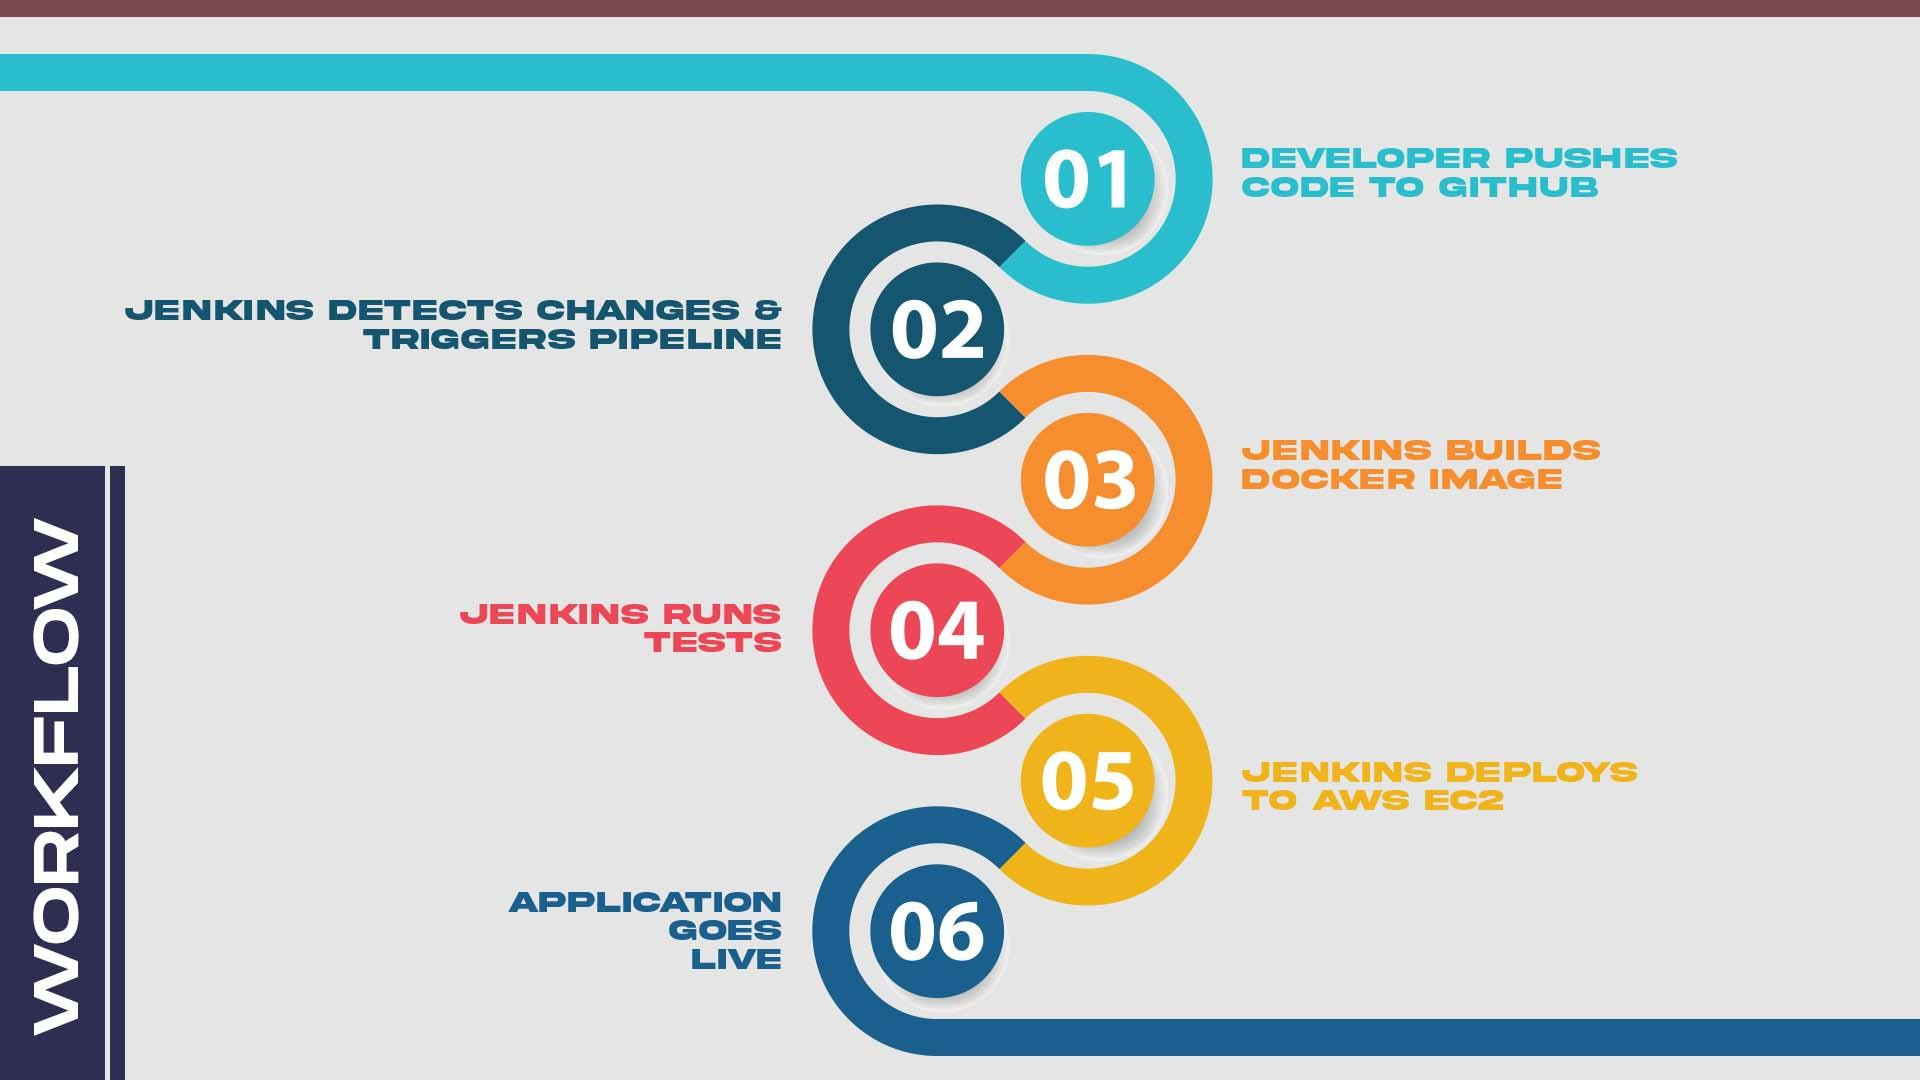 WORKFLOW
01
DEVELOPER PUSHES
CODE TO GITHUB
02
JENKINS DETECTS CHANGES &
TRIGGERS PIPELINE
03
JENKINS BUILDS
DOCKER IMAGE
04
JENKINS RUNS
TESTS
05
JENKINS DEPLOYS
TO AWS EC2
06
APPLICATION
GOES
LIVE